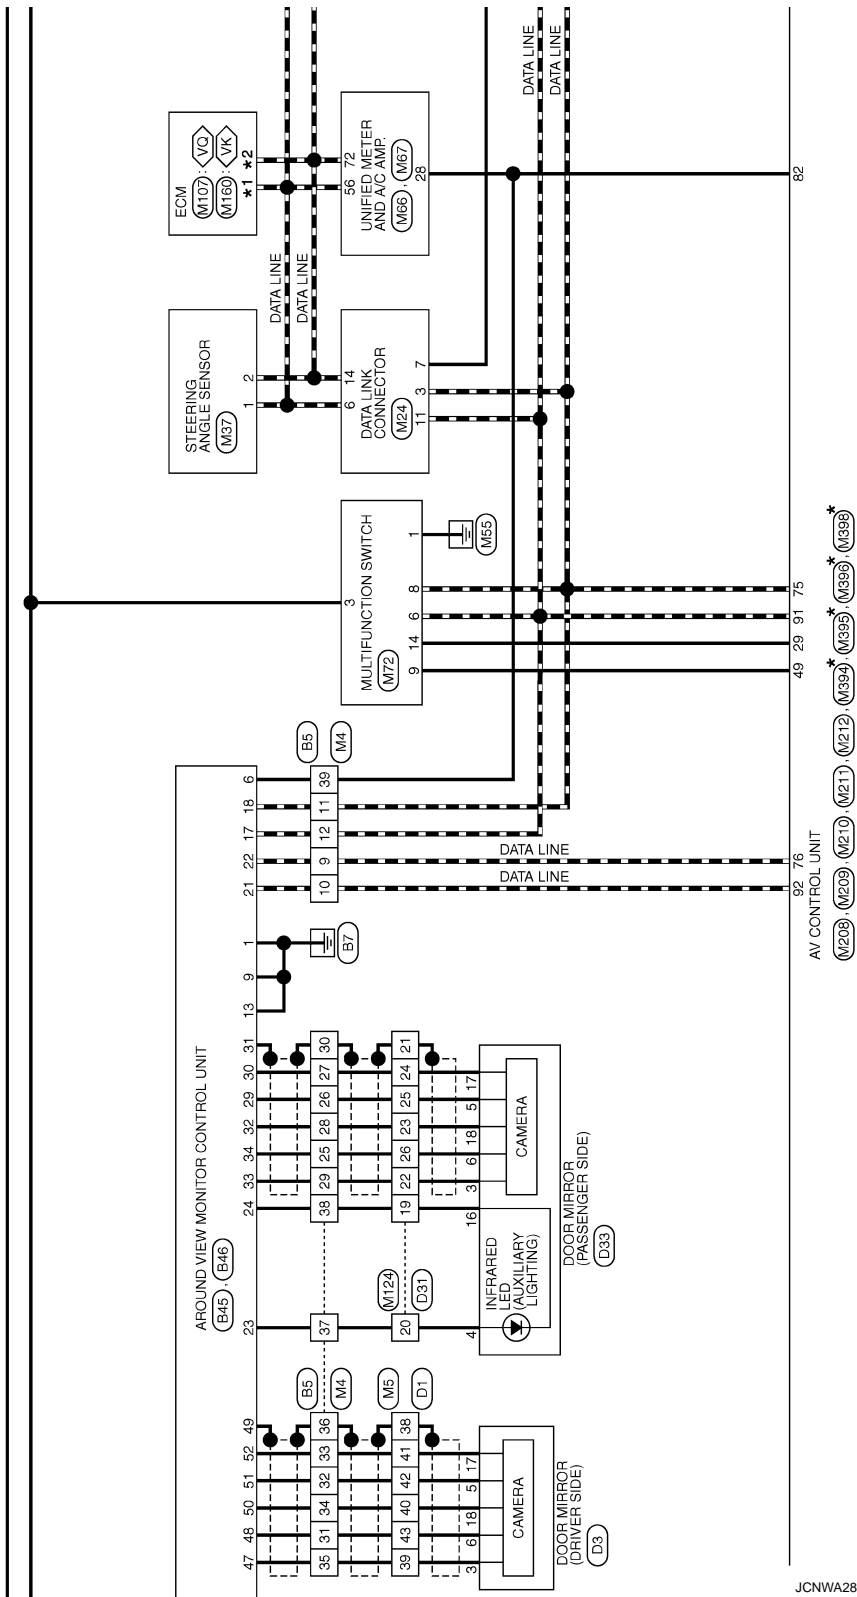 DATA LINE
DATA LINE
ECM
M107 : VQ
M160 : VK
*1 *2
56 72
UNIFIED METER
AND A/C AMP.
M66 , M67
28
82
DATA LINE
DATA LINE
STEERING
ANGLE SENSOR
M37
1 2
6 14
DATA LINK
CONNECTOR
M24
11 3 7
3
MULTIFUNCTION SWITCH
M72
9 14 6 8 1
M55
49 29 91 75
B5
M4
21 22 17 18 6
10 9 12 11 39
DATA LINE
DATA LINE
92 76
AV CONTROL UNIT
M208 , M209 , M210 , M211 , M212 , M394* , M395* , M396* , M398*
AROUND VIEW MONITOR CONTROL UNIT
B45 , B46
13 9 1
B7
24 33 34 32 29 30 31
38 29 25 28 26 27 30
19 22 26 23 25 24 21
16 3 6 18 5 17
CAMERA
23
37
20
4
M124
D31
INFRARED
LED
(AUXILIARY
LIGHTING)
DOOR MIRROR
(PASSENGER SIDE)
D33
B5
M4
M5
D1
47 48 50 51 52 49
35 31 34 32 33 36
39 43 40 42 41 38
3 6 18 5 17
CAMERA
DOOR MIRROR
(DRIVER SIDE)
D3
JCNWA28